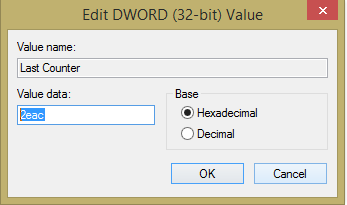 Edit DWORD (32-bit) Value
Value name:
Last Counter
Value data:
2eac
Base
Hexadecimal
Decimal
OK
Cancel